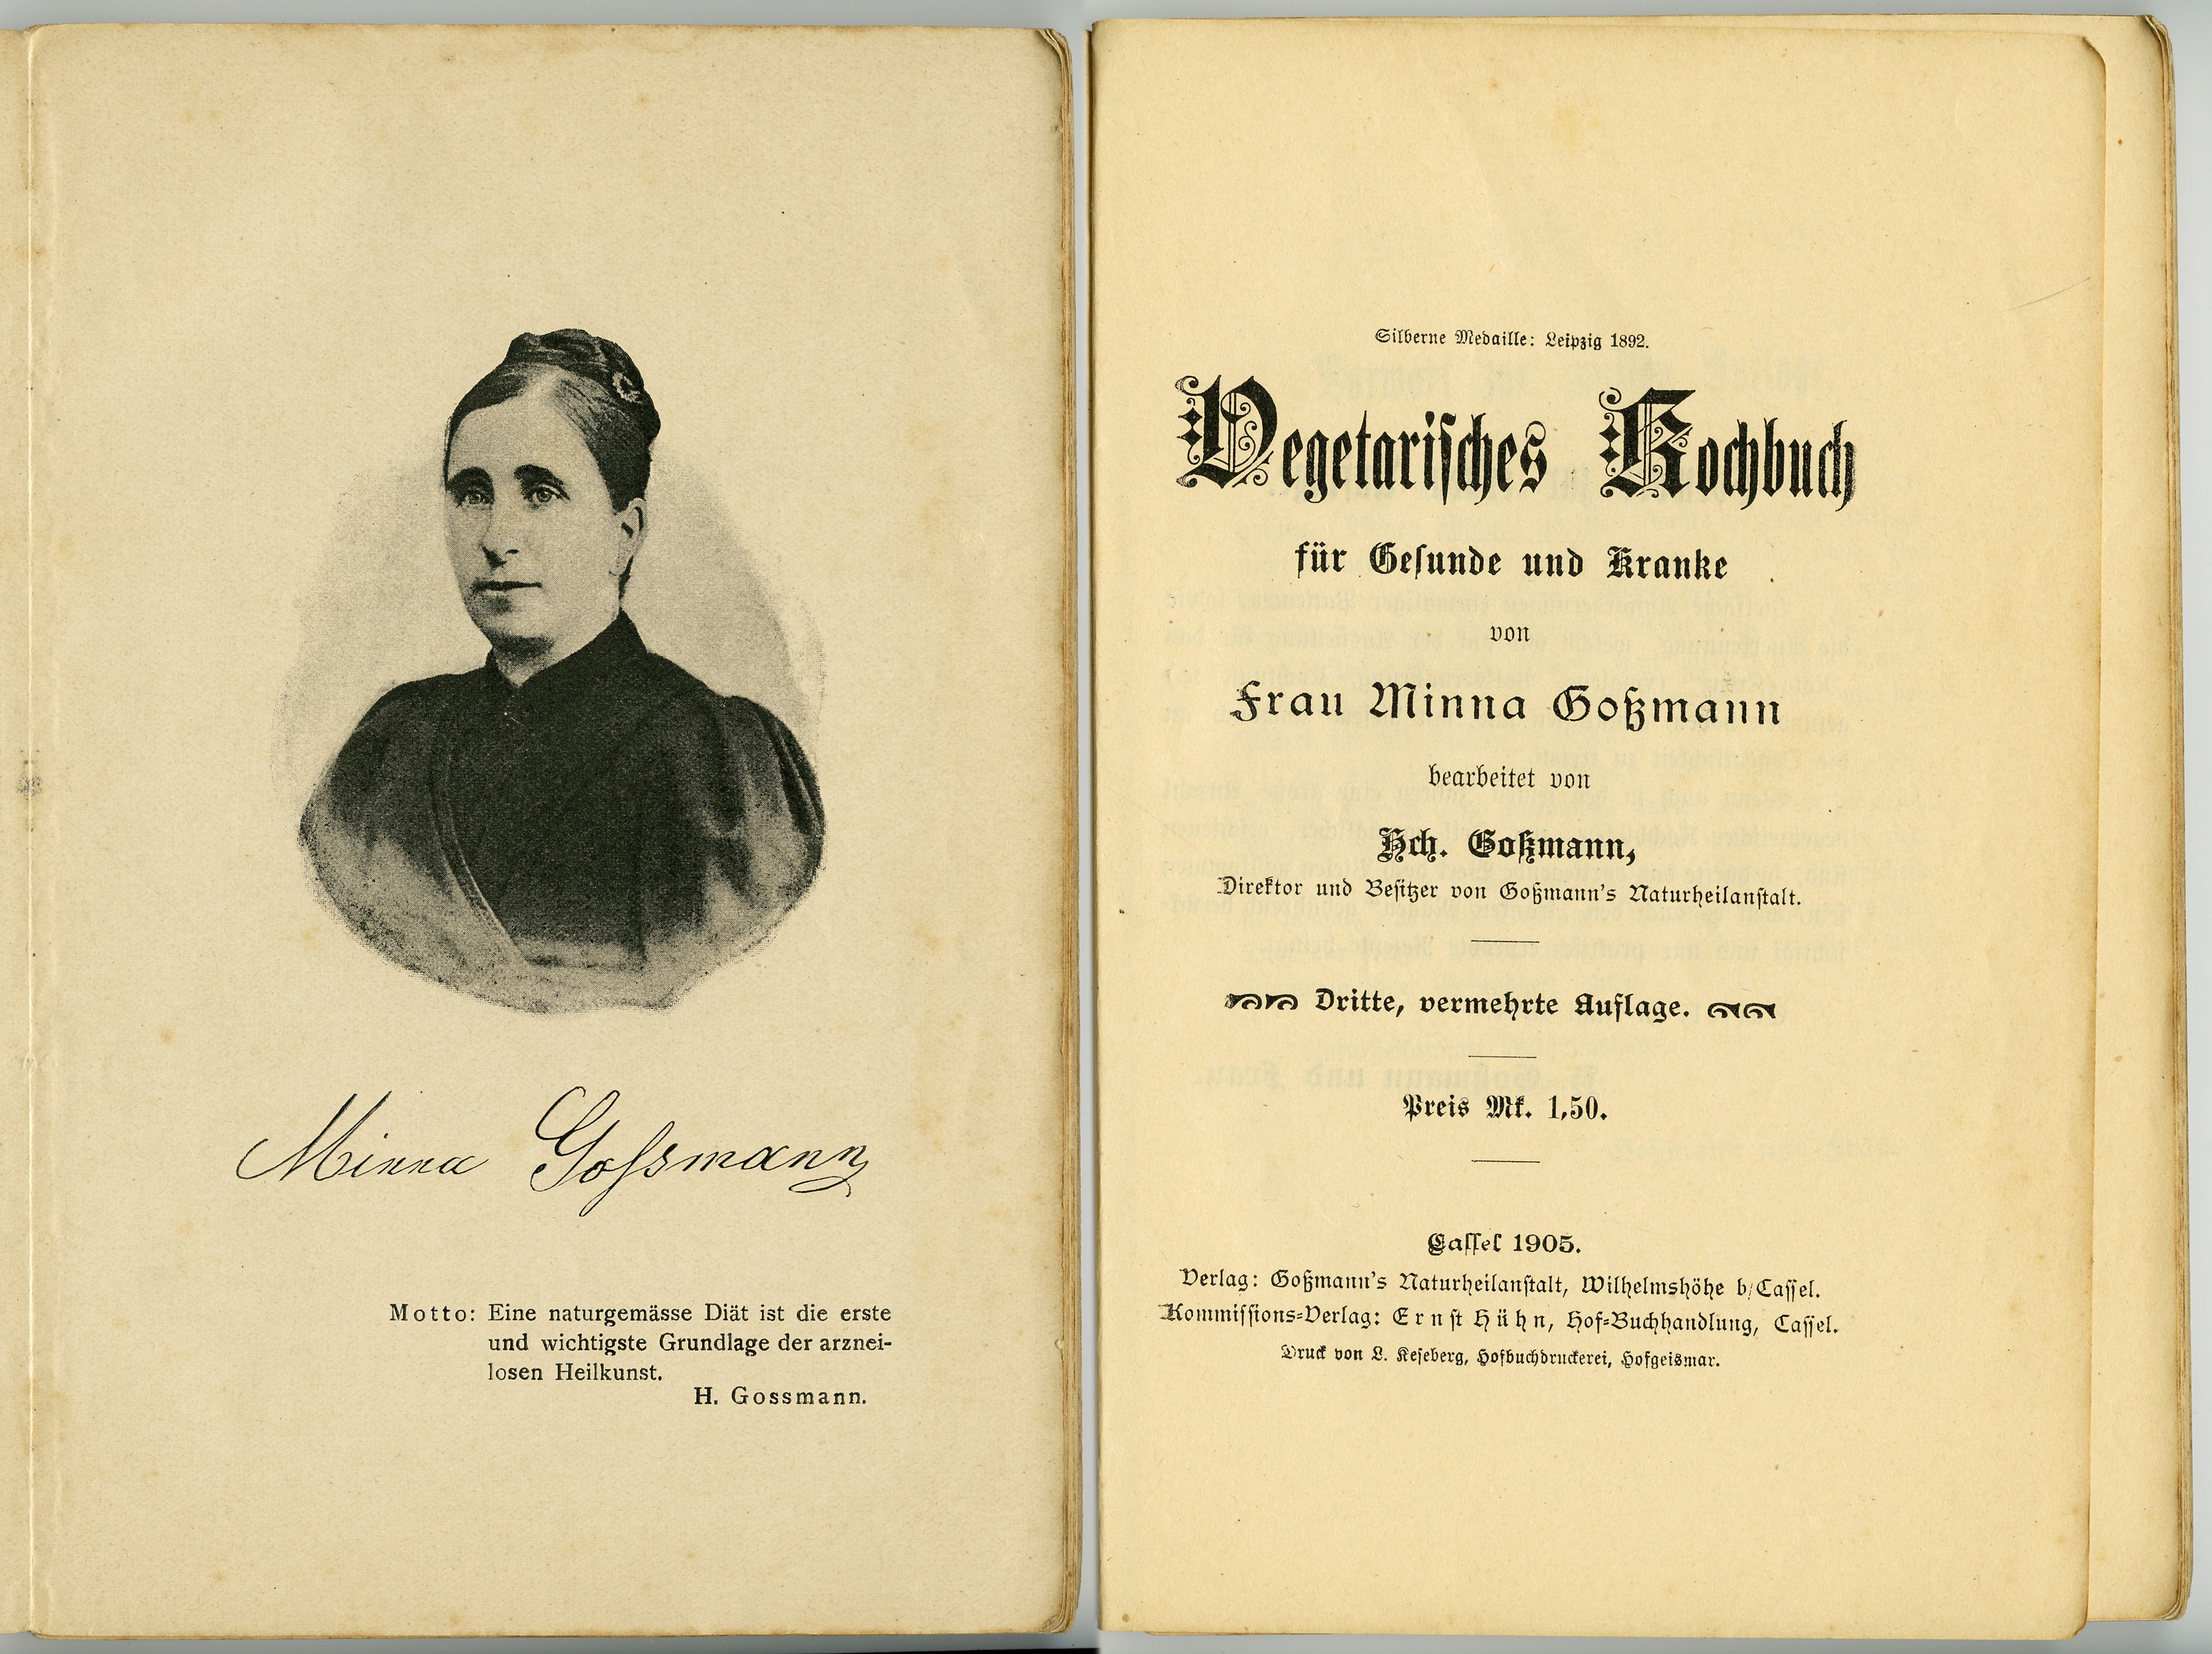 Minna Gossmann
Motto: Eine naturgemässe Diät ist die erste
und wichtigste Grundlage der arznei-
losen Heilkunst.
H. Gossmann.
Silberne Medaille: Leipzig 1892.
Vegetarisches Kochbuch
für Gesunde und Kranke
von
Frau Minna Goßmann
bearbeitet von
Hch. Goßmann,
Direktor und Besitzer von Goßmann's Naturheilanstalt.
Dritte, vermehrte Auflage.
Preis Mk. 1,50.
Cassel 1905.
Verlag: Goßmann's Naturheilanstalt, Wilhelmshöhe b/Cassel.
Kommissions-Verlag: Ernst Hühn, Hof-Buchhandlung, Cassel.
Druck von L. Keseberg, Hofbuchdruckerei, Hofgeismar.